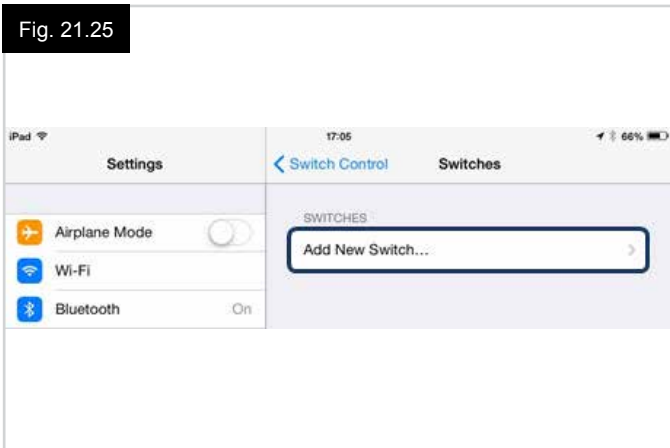 Fig. 21.25
iPad 17:05 66%
Settings
Switch Control Switches
Airplane Mode
Wi-Fi
Bluetooth On
SWITCHES
Add New Switch...